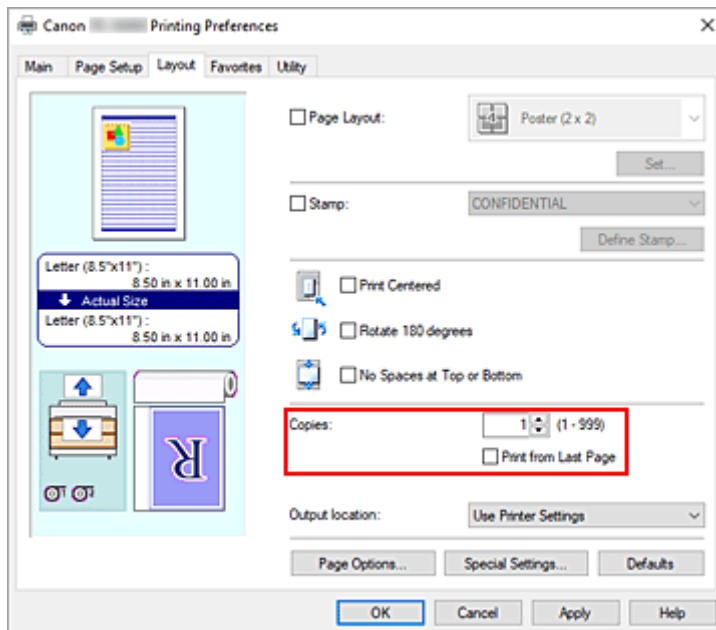 Canon Printing Preferences
Main Page Setup Layout Favorites Utility
Page Layout: Poster (2 x 2)
Set...
Stamp: CONFIDENTIAL
Define Stamp...
Letter (8.5"x11") :
8.50 in x 11.00 in
Actual Size
Letter (8.5"x11") :
8.50 in x 11.00 in
Print Centered
Rotate 180 degrees
No Spaces at Top or Bottom
Copies: 1 (1 - 999)
Print from Last Page
R
Output location: Use Printer Settings
Page Options... Special Settings... Defaults
OK Cancel Apply Help